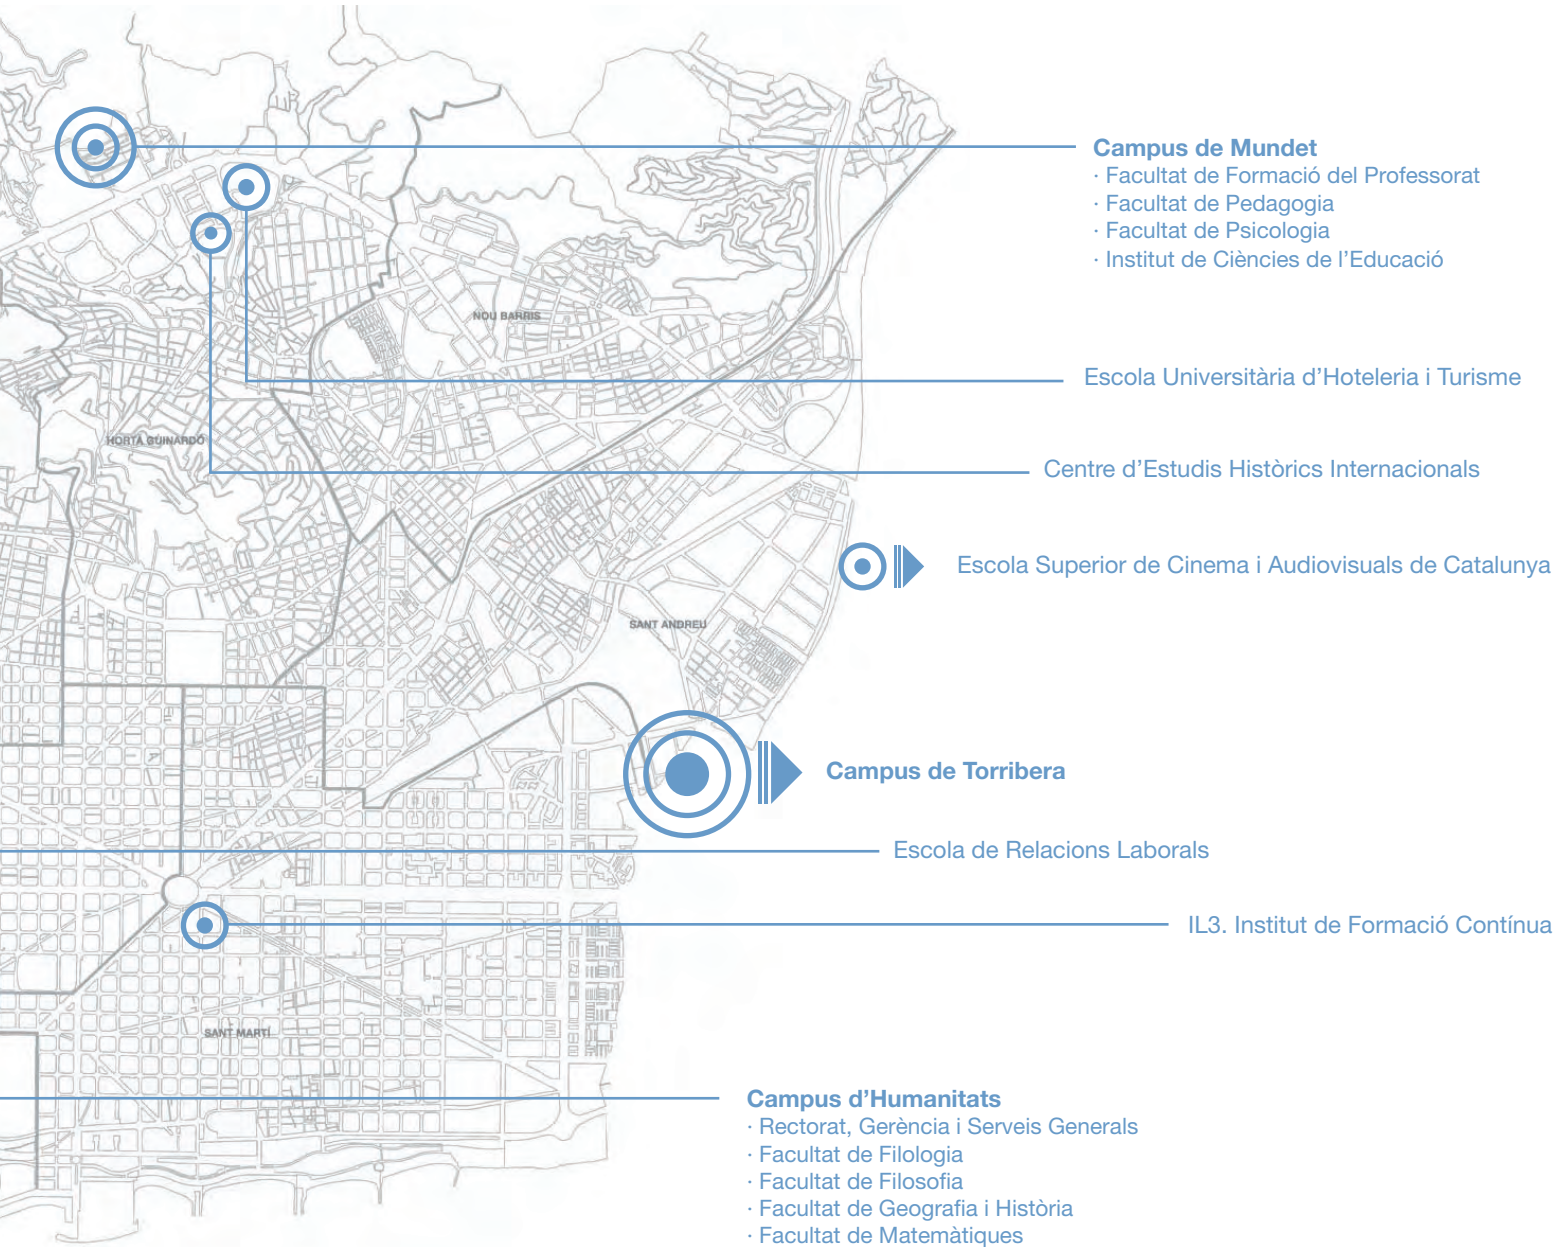 Campus de Mundet
· Facultat de Formació del Professorat
· Facultat de Pedagogia
· Facultat de Psicologia
· Institut de Ciències de l’Educació
NOU BARRIS
Escola Universitària d’Hoteleria i Turisme
HORTA GUINARDÓ
Centre d’Estudis Històrics Internacionals
Escola Superior de Cinema i Audiovisuals de Catalunya
SANT ANDREU
Campus de Torribera
Escola de Relacions Laborals
IL3. Institut de Formació Contínua
SANT MARTÍ
Campus d’Humanitats
· Rectorat, Gerència i Serveis Generals
· Facultat de Filologia
· Facultat de Filosofia
· Facultat de Geografia i Història
· Facultat de Matemàtiques